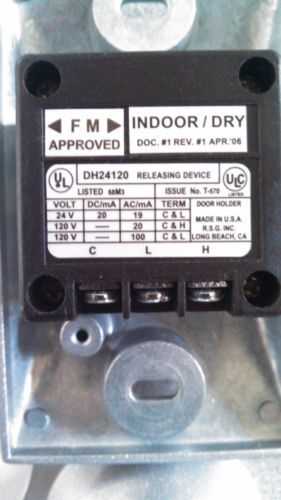 ◄ F M ►
APPROVED
INDOOR / DRY
DOC. #1 REV. #1 APR.'06
UL
DH24120 RELEASING DEVICE
ULC
LISTED 68M3 ISSUE No. T-570
VOLT DC/mA AC/mA TERM DOOR HOLDER
24 V 20 19 C & L MADE IN U.S.A.
120 V —— 20 C & H R.S.G. INC.
120 V —— 100 C & L LONG BEACH, CA
C L H